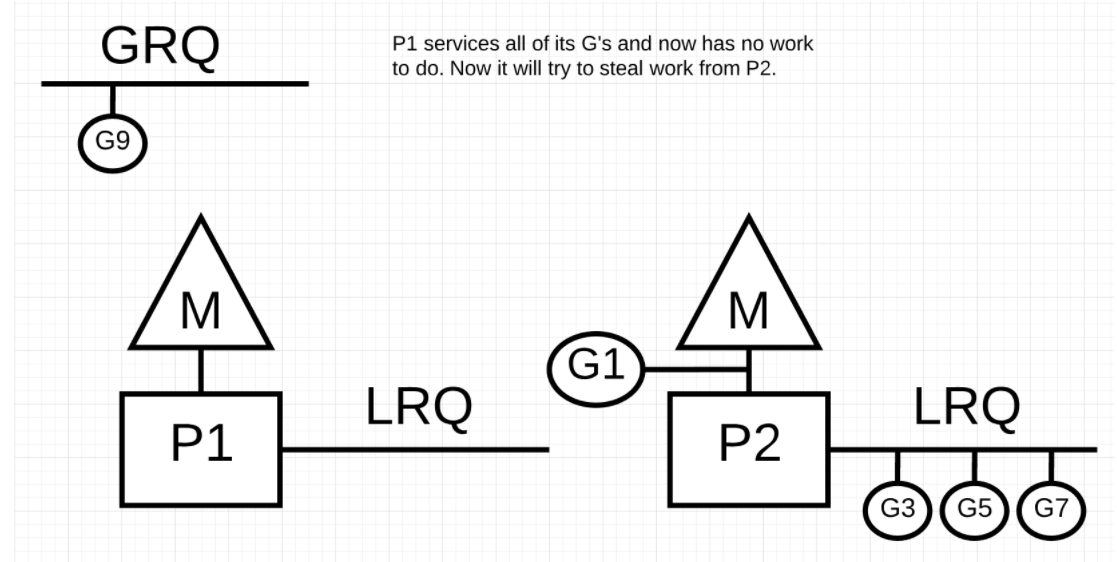 GRQ
P1 services all of its G's and now has no work
to do. Now it will try to steal work from P2.
G9
M
M
G1
LRQ
LRQ
P1
P2
G3 G5 G7